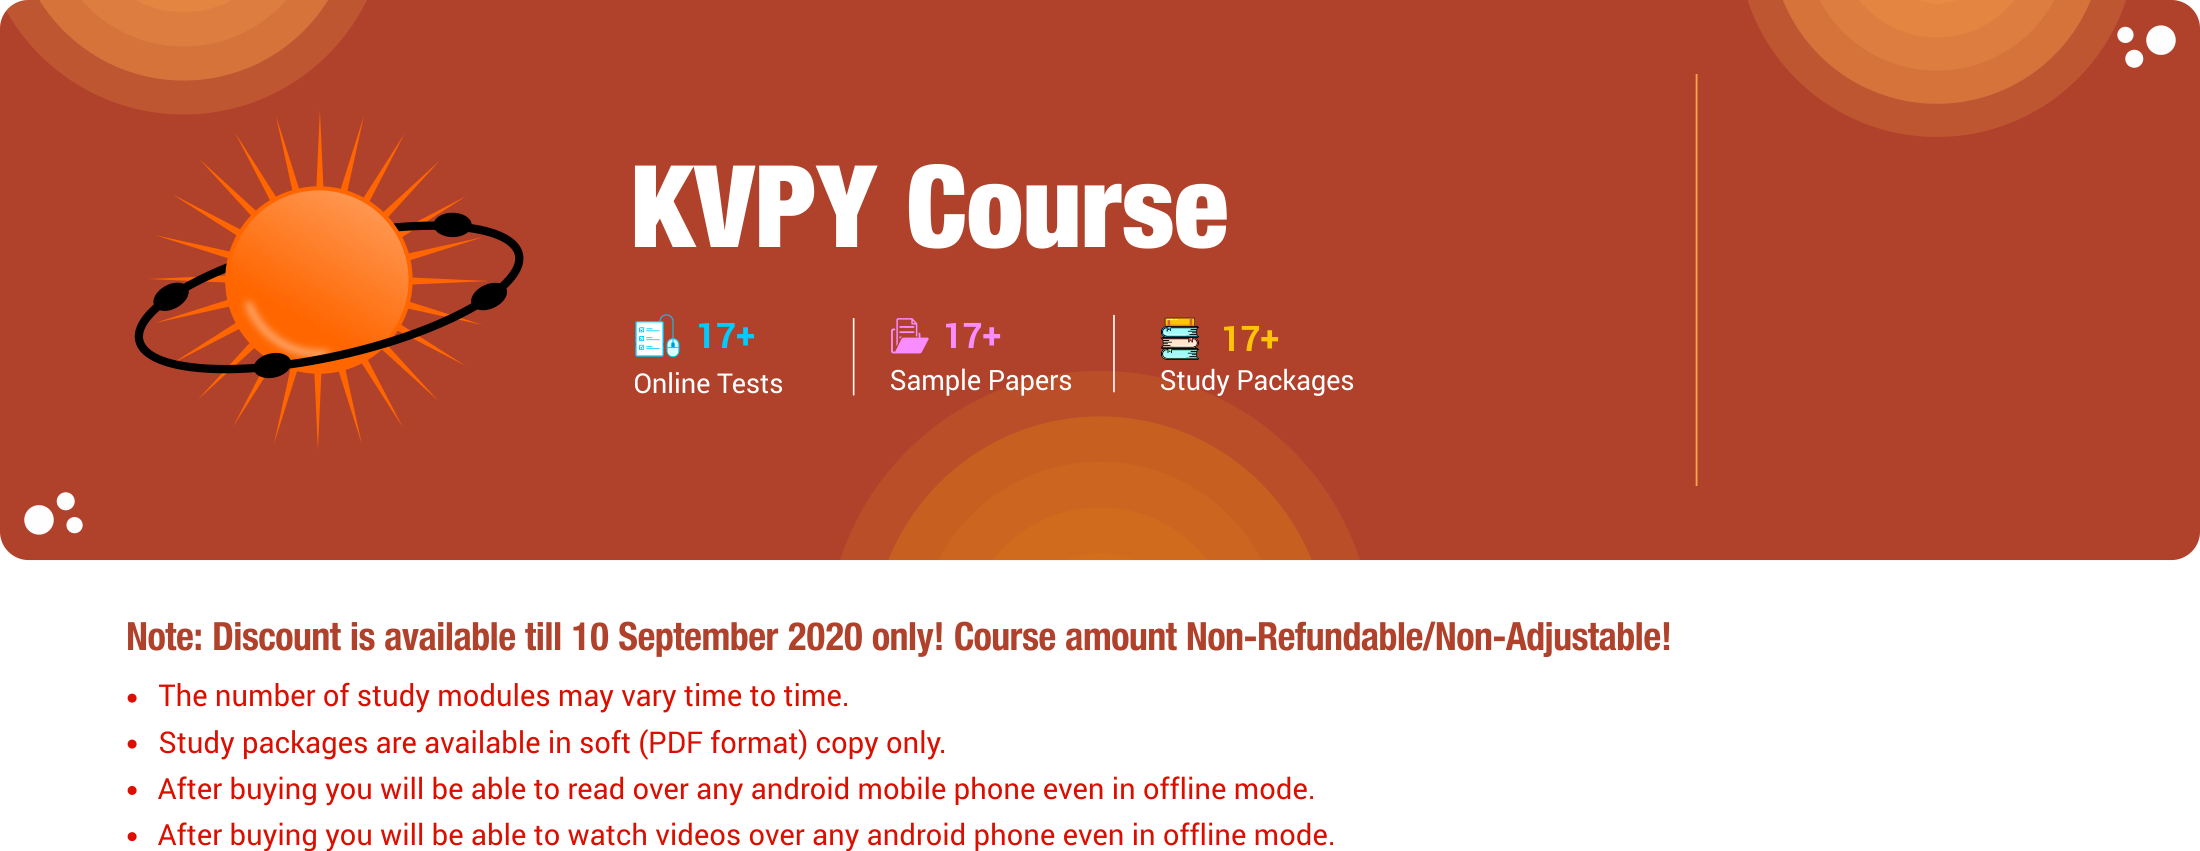 KVPY Course
17+
Online Tests
17+
Sample Papers
17+
Study Packages
Note: Discount is available till 10 September 2020 only! Course amount Non-Refundable/Non-Adjustable!
• The number of study modules may vary time to time.
• Study packages are available in soft (PDF format) copy only.
• After buying you will be able to read over any android mobile phone even in offline mode.
• After buying you will be able to watch videos over any android phone even in offline mode.